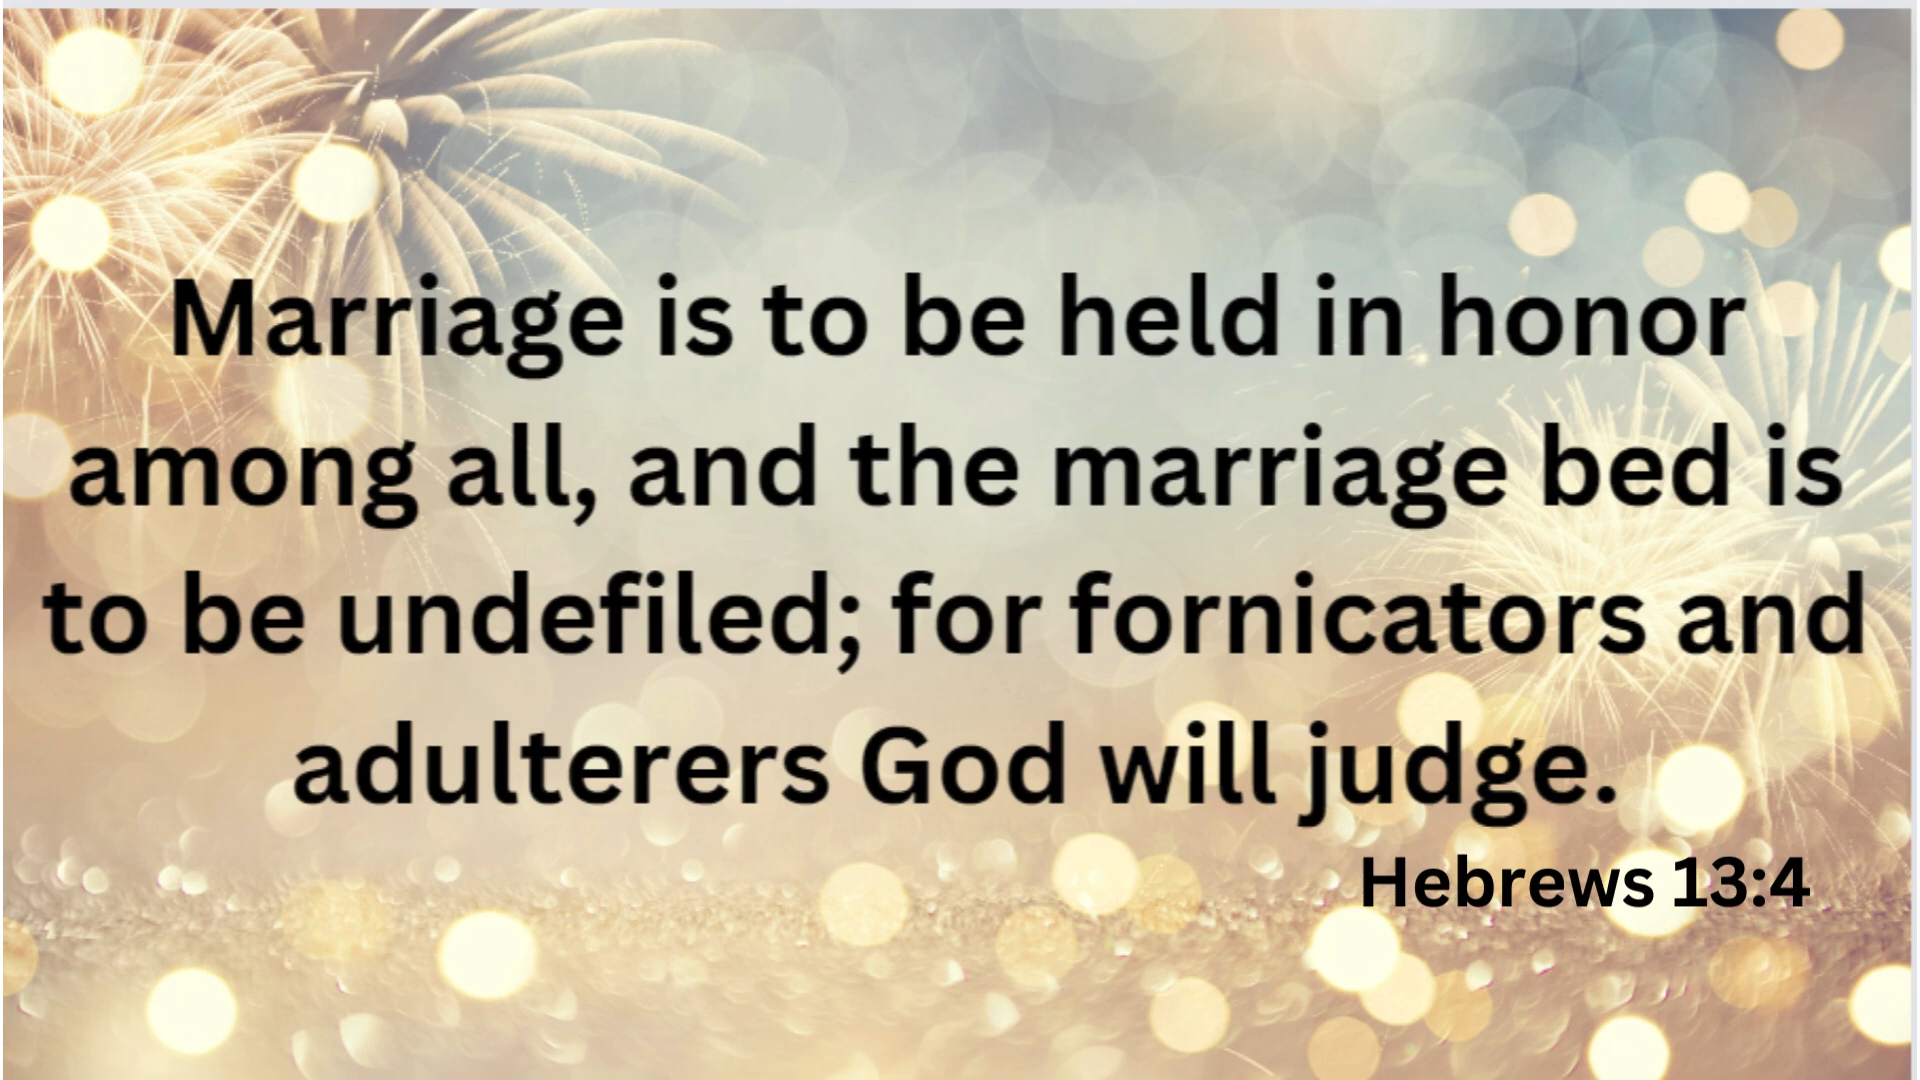 Marriage is to be held in honor
among all, and the marriage bed is
to be undefiled; for fornicators and
adulterers God will judge.
Hebrews 13:4